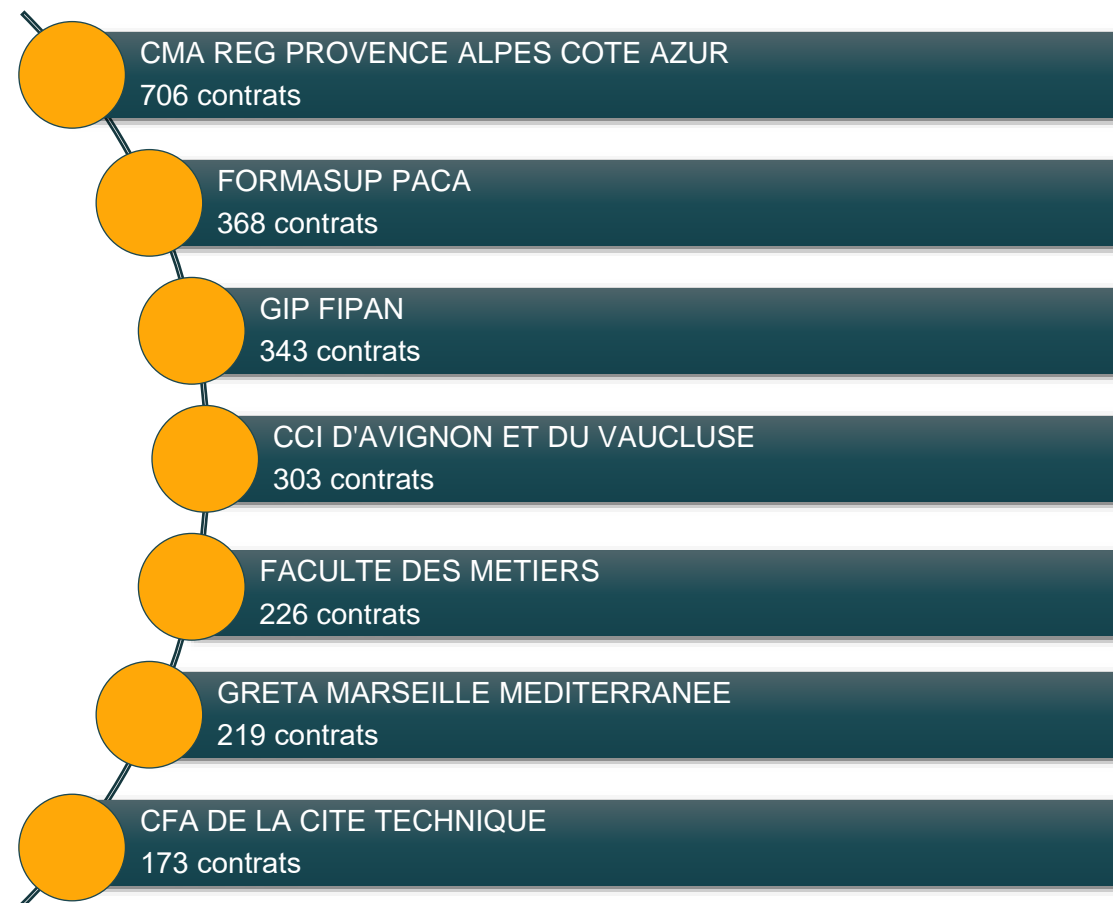 CMA REG PROVENCE ALPES COTE AZUR
706 contrats
FORMASUP PACA
368 contrats
GIP FIPAN
343 contrats
CCI D'AVIGNON ET DU VAUCLUSE
303 contrats
FACULTE DES METIERS
226 contrats
GRETA MARSEILLE MEDITERRANEE
219 contrats
CFA DE LA CITE TECHNIQUE
173 contrats